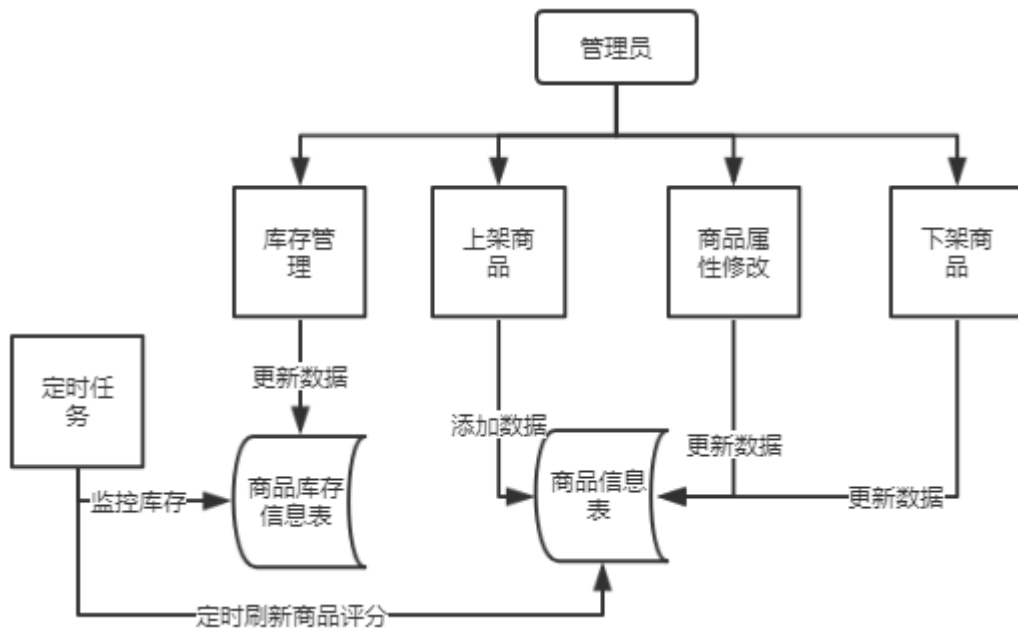 管理员
库存管
理
上架商
品
商品属
性修改
下架商
品
定时任
务
更新数据
添加数据
更新数据
更新数据
监控库存
商品库存
信息表
商品信息
表
定时刷新商品评分